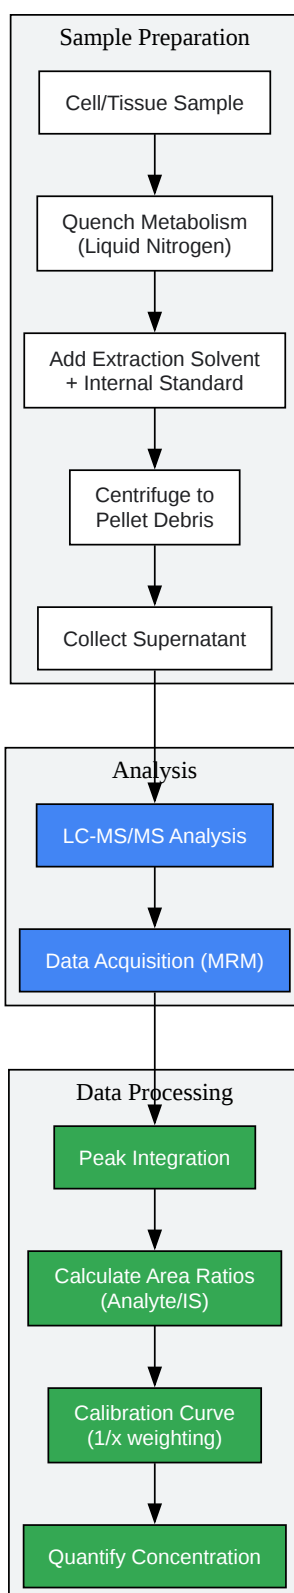 Sample Preparation
Cell/Tissue Sample
Quench Metabolism
(Liquid Nitrogen)
Add Extraction Solvent
+ Internal Standard
Centrifuge to
Pellet Debris
Collect Supernatant
Analysis
LC-MS/MS Analysis
Data Acquisition (MRM)
Data Processing
Peak Integration
Calculate Area Ratios
(Analyte/IS)
Calibration Curve
(1/x weighting)
Quantify Concentration